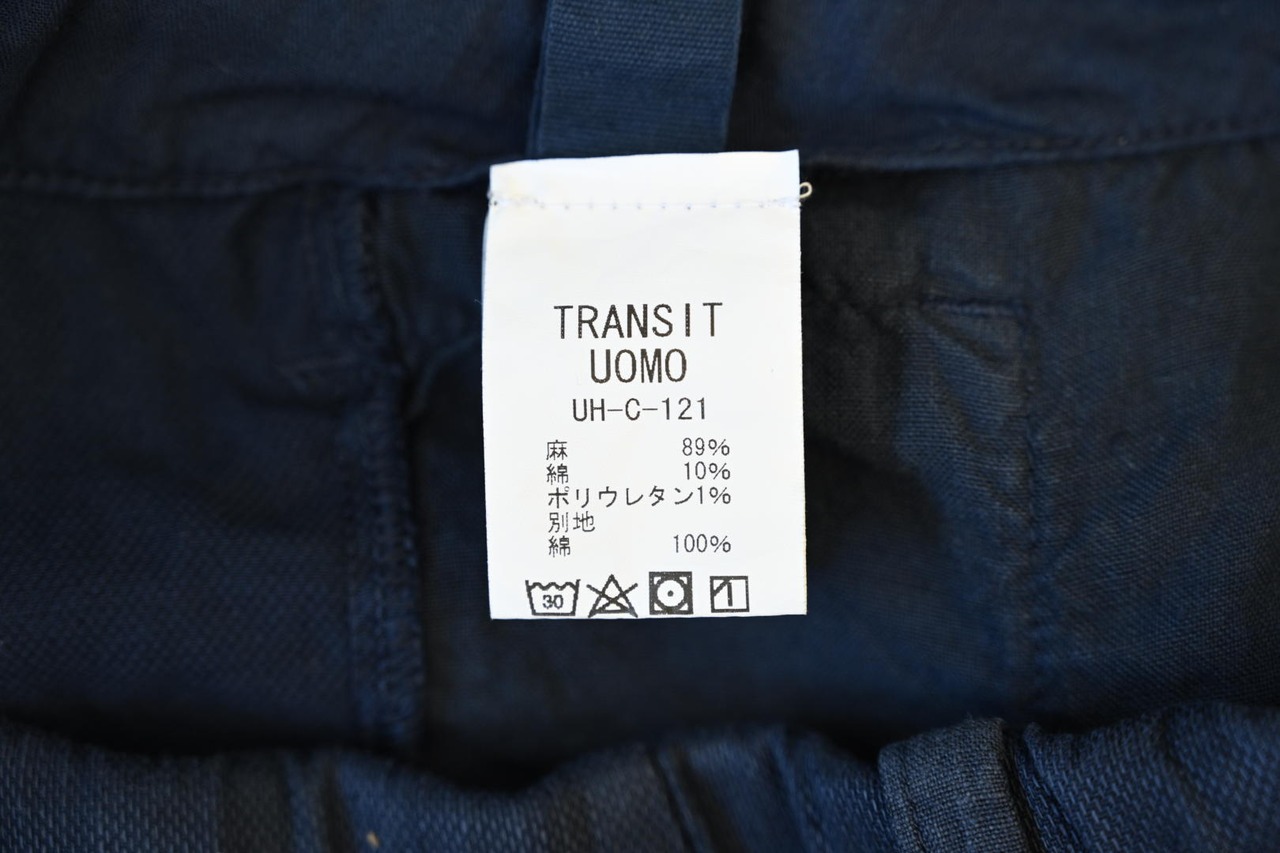 TRANSIT
UOMO
UH-C-121
麻 89%
綿 10%
ポリウレタン1%
別地
綿 100%
30